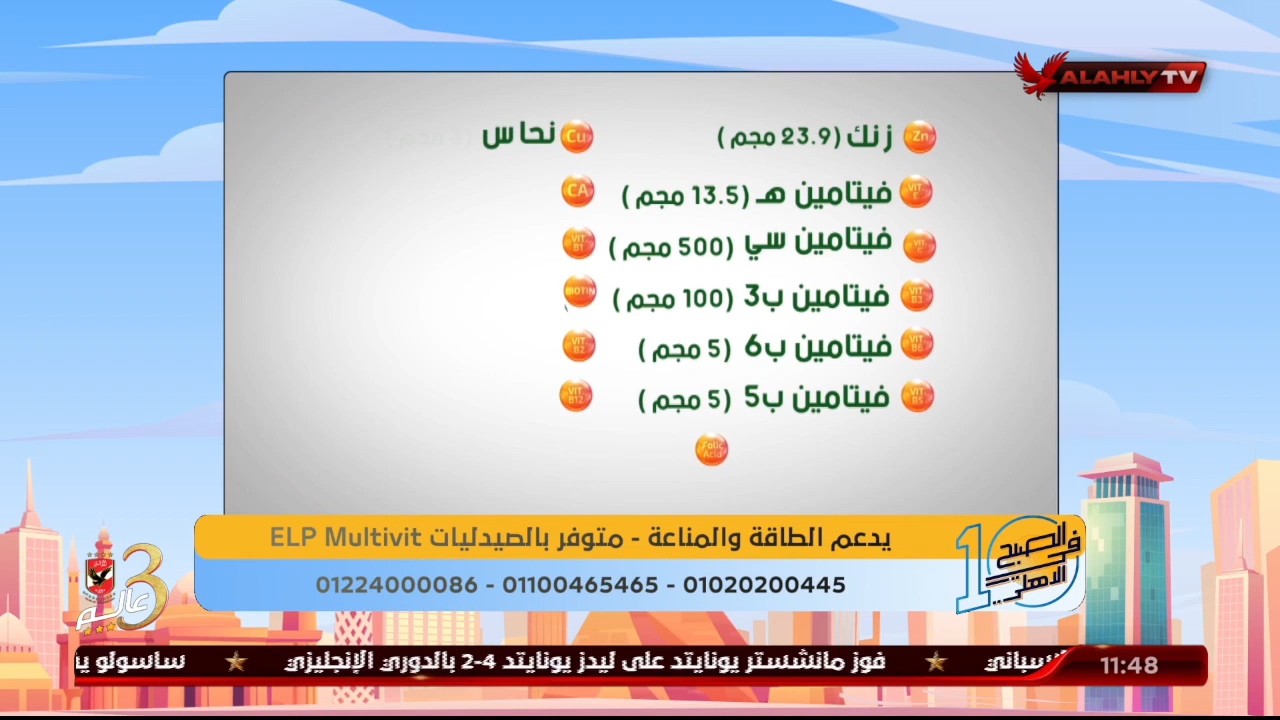 ALAHLY TV
Zn زنك (23.9 مجم) Cu نحاس
VIT. E فيتامين هـ (13.5 مجم) CA
VIT. C فيتامين سي (500 مجم) VIT. B1
VIT. B3 فيتامين ب3 (100 مجم) BIOTIN
VIT. B6 فيتامين ب6 (5 مجم) VIT. B2
VIT. B5 فيتامين ب5 (5 مجم) VIT. B12
Folic Acid
يدعم الطاقة والمناعة - متوفر بالصيدليات ELP Multivit
01224000086 - 01100465465 - 01020200445
10 الصبح في الاهلي..
3 عالم
فوز مانشستر يونايتد على ليدز يونايتد 4-2 بالدوري الإنجليزي ★ ساسولو
11:48